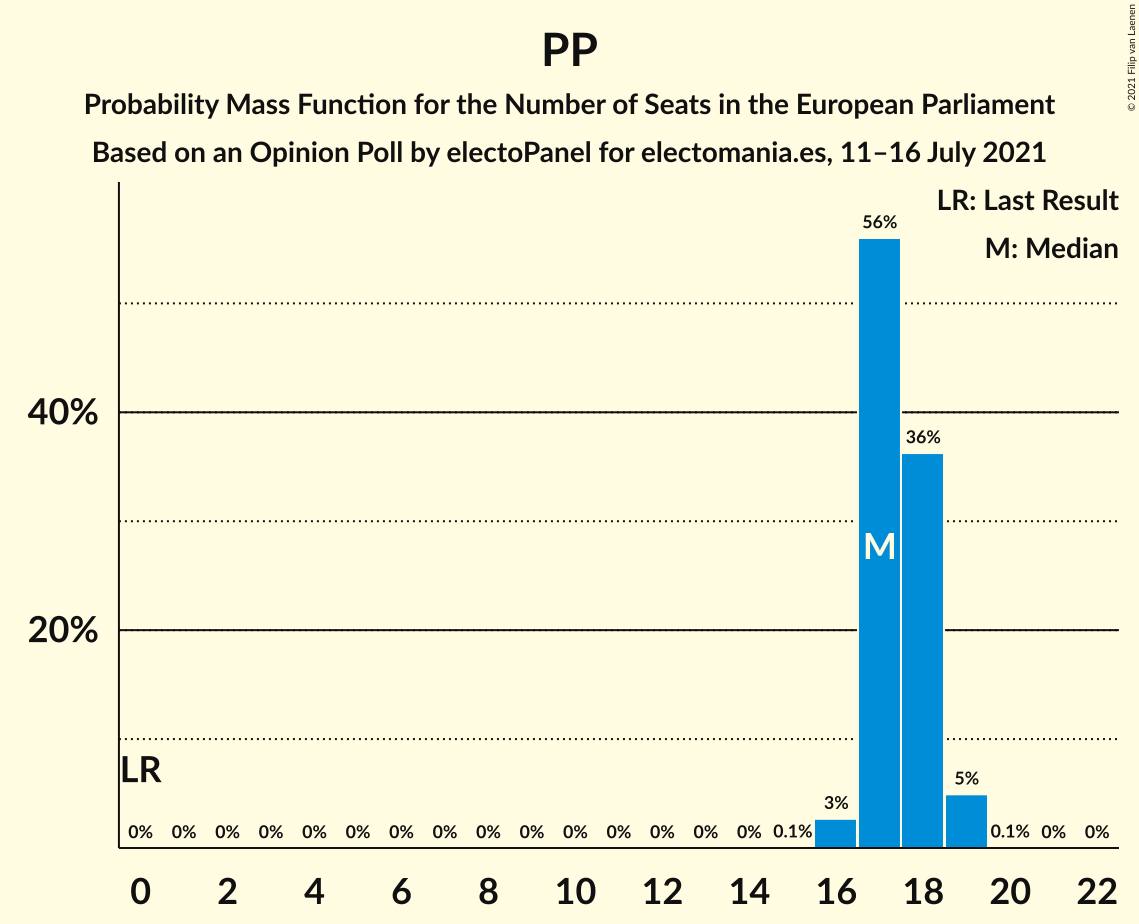 PP
Probability Mass Function for the Number of Seats in the European Parliament
Based on an Opinion Poll by electoPanel for electomania.es, 11–16 July 2021
© 2021 Filip van Laenen
LR: Last Result
M: Median
56%
40%
36%
M
20%
LR
5%
3%
0% 0% 0% 0% 0% 0% 0% 0% 0% 0% 0% 0% 0% 0% 0% 0.1% 0.1% 0% 0%
0 2 4 6 8 10 12 14 16 18 20 22